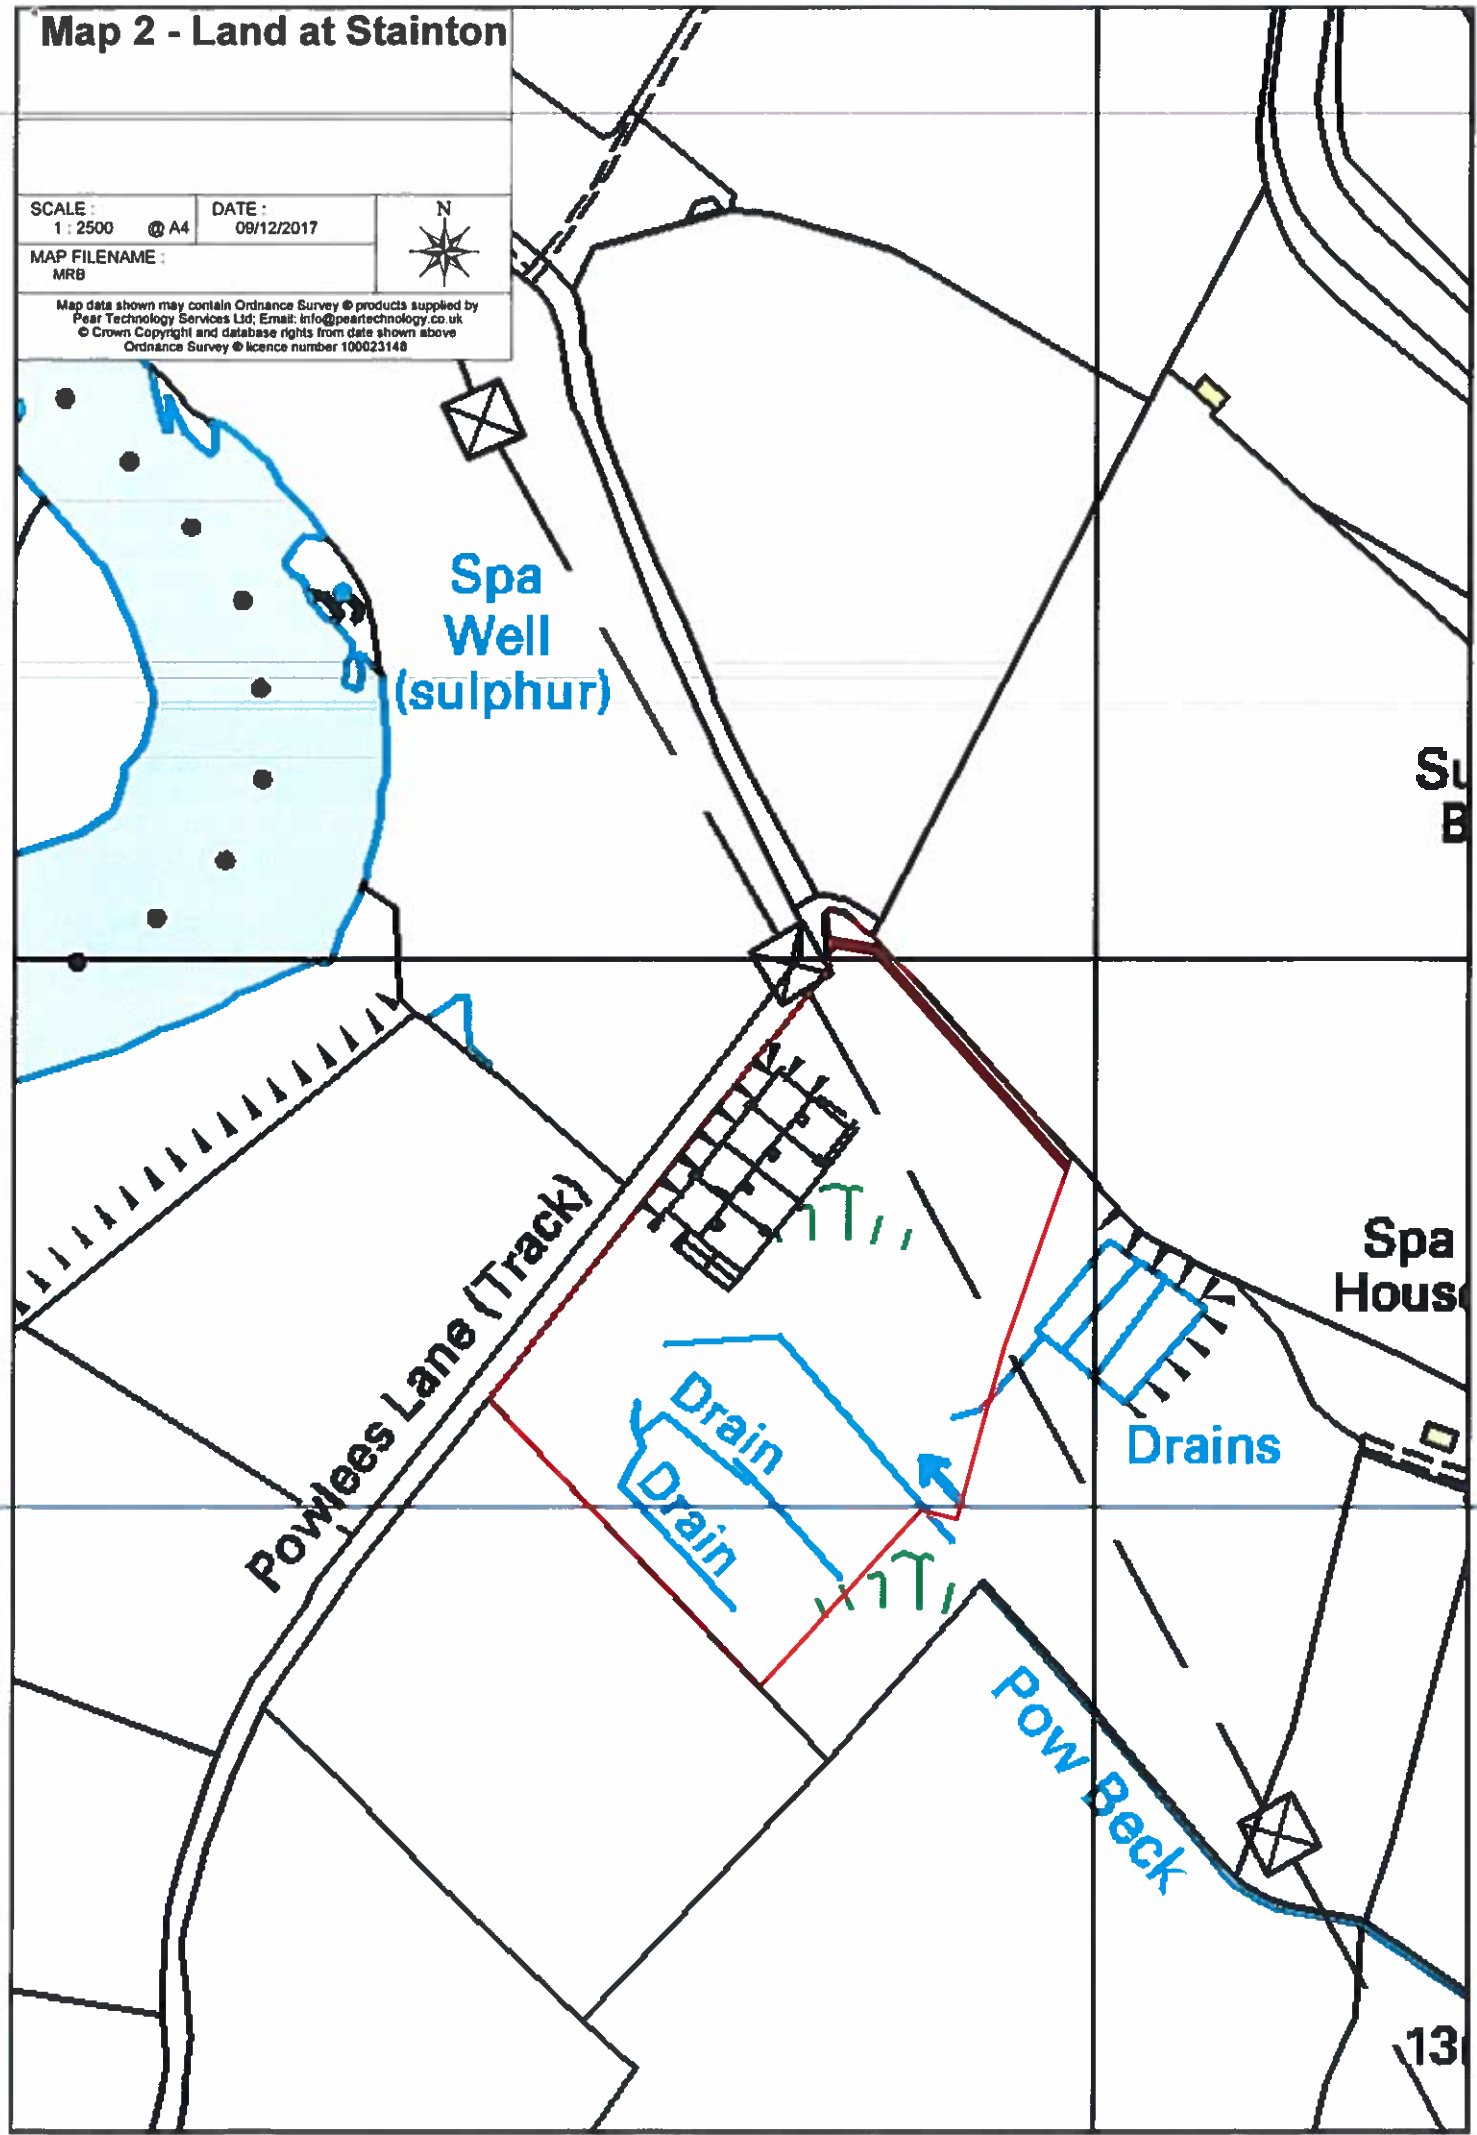 Map 2 - Land at Stainton
SCALE :
1 : 2500 @ A4
DATE :
09/12/2017
N
MAP FILENAME :
MRB
Map data shown may contain Ordnance Survey © products supplied by
Pear Technology Services Ltd; Email: info@peartechnology.co.uk
© Crown Copyright and database rights from date shown above
Ordnance Survey © licence number 100023148
Spa
Well
(sulphur)
Su
B
Powlees Lane (Track)
Spa
House
Drain
Drain
Drains
Pow Beck
13